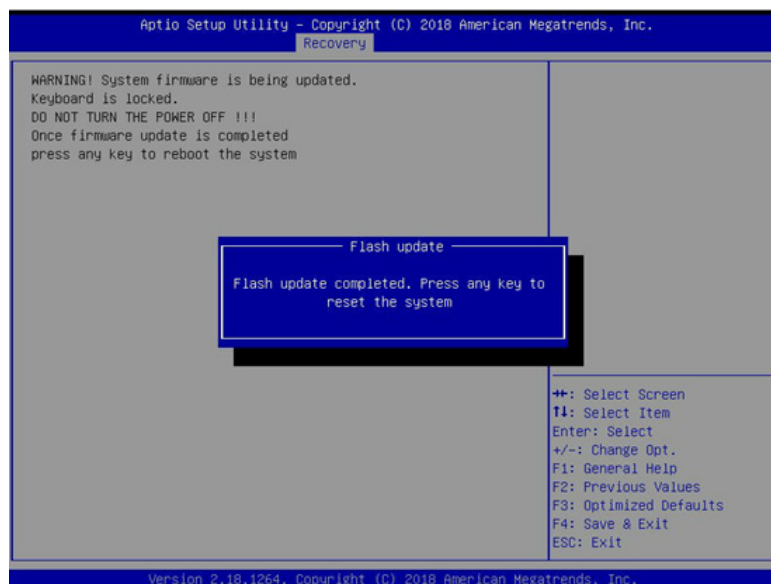 Aptio Setup Utility – Copyright (C) 2018 American Megatrends, Inc.
Recovery
WARNING! System firmware is being updated.
Keyboard is locked.
DO NOT TURN THE POWER OFF !!!
Once firmware update is completed
press any key to reboot the system
Flash update
Flash update completed. Press any key to
reset the system
→←: Select Screen
↑↓: Select Item
Enter: Select
+/-: Change Opt.
F1: General Help
F2: Previous Values
F3: Optimized Defaults
F4: Save & Exit
ESC: Exit
Version 2.18.1264. Copyright (C) 2018 American Megatrends, Inc.